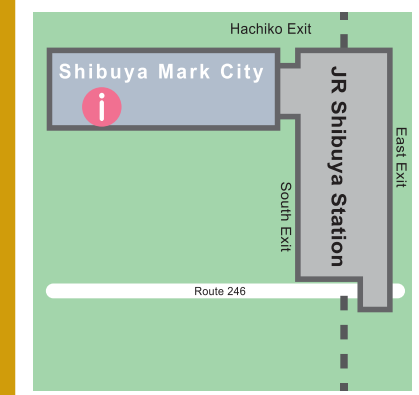 Hachiko Exit
Shibuya Mark City
i
JR Shibuya Station
East Exit
South Exit
Route 246